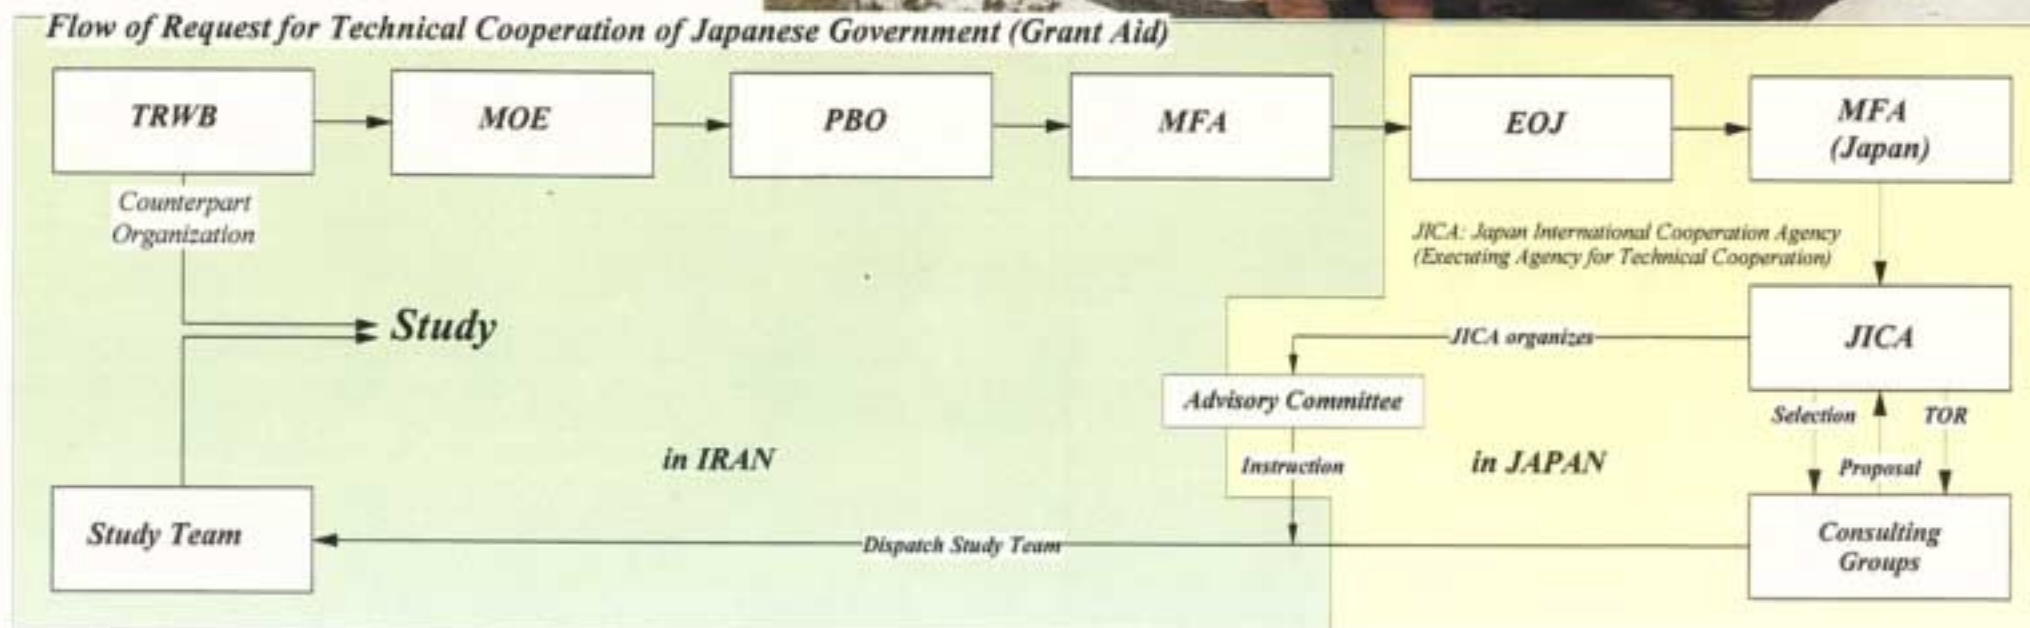 Flow of Request for Technical Cooperation of Japanese Government (Grant Aid)
TRWB
MOE
PBO
MFA
EOJ
MFA
(Japan)
Counterpart
Organization
JICA: Japan International Cooperation Agency
(Executing Agency for Technical Cooperation)
Study
JICA organizes
JICA
Advisory Committee
Selection
TOR
in IRAN
Instruction
in JAPAN
Proposal
Study Team
Dispatch Study Team
Consulting
Groups